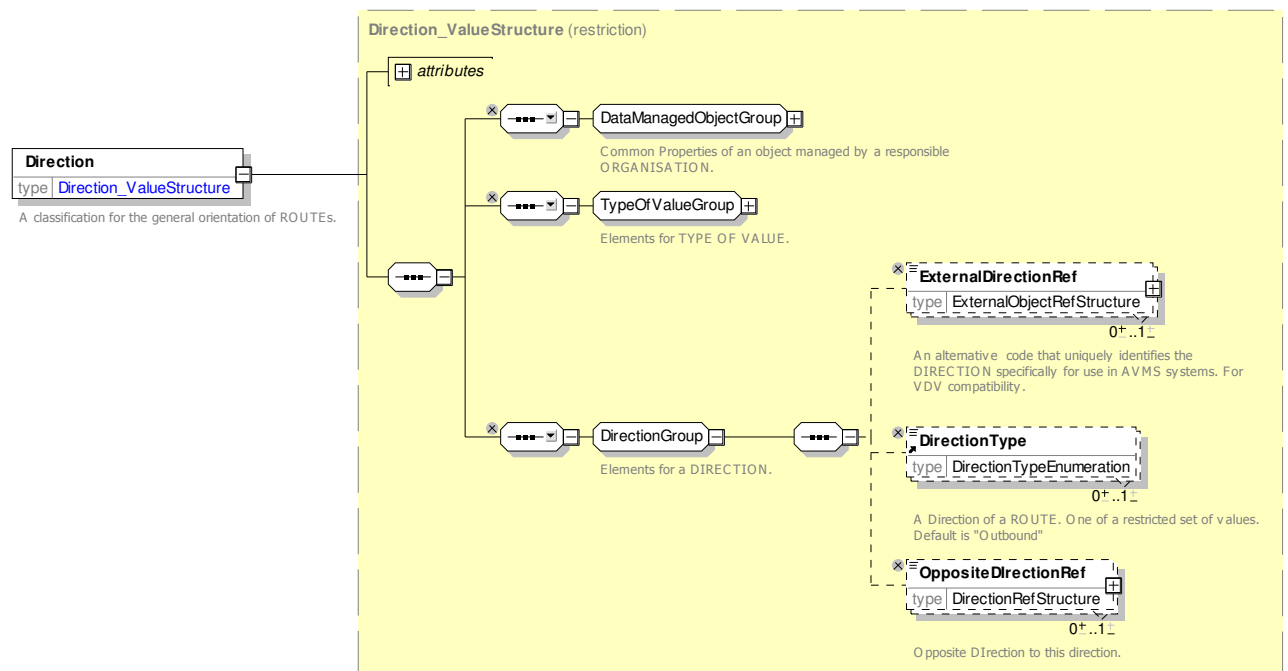 Direction_ValueStructure (restriction)
attributes
DataManagedObjectGroup
Common Properties of an object managed by a responsible
ORGANISATION.
Direction
type Direction_ValueStructure
A classification for the general orientation of ROUTEs.
TypeOfValueGroup
Elements for TYPE OF VALUE.
ExternalDirectionRef
type ExternalObjectRefStructure
0±..1±
An alternative code that uniquely identifies the
DIRECTION specifically for use in AVMS systems. For
VDV compatibility.
DirectionGroup
Elements for a DIRECTION.
DirectionType
type DirectionTypeEnumeration
0±..1±
A Direction of a ROUTE. One of a restricted set of values.
Default is "Outbound"
OppositeDIrectionRef
type DirectionRefStructure
0±..1±
Opposite DIrection to this direction.